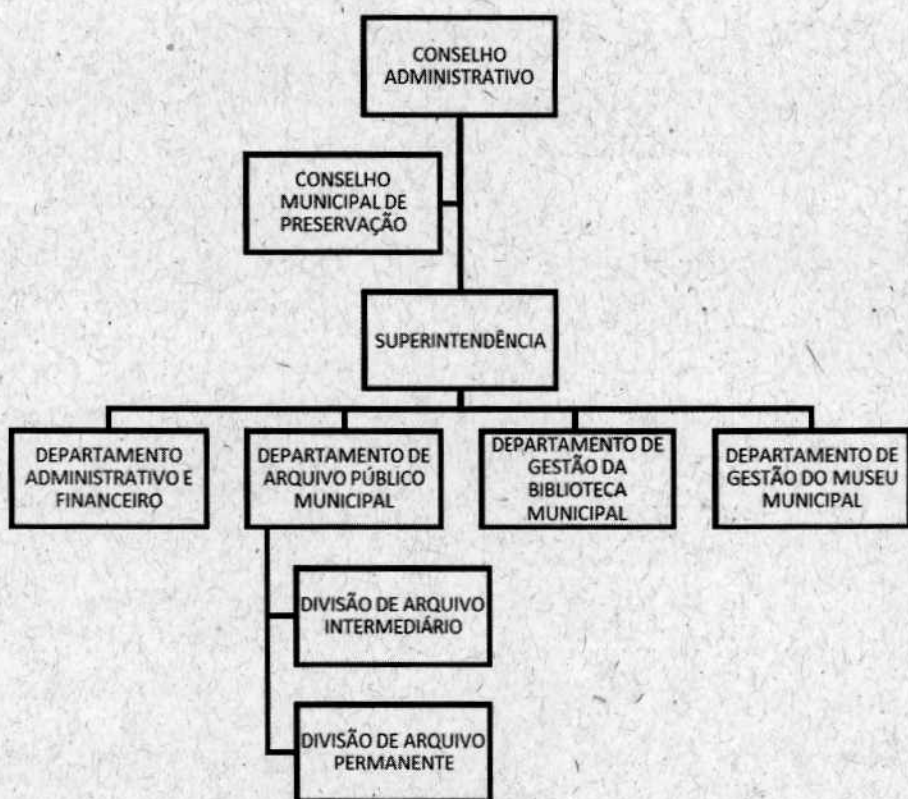 CONSELHO
ADMINISTRATIVO
CONSELHO
MUNICIPAL DE
PRESERVAÇÃO
SUPERINTENDÊNCIA
DEPARTAMENTO
ADMINISTRATIVO E
FINANCEIRO
DEPARTAMENTO DE
ARQUIVO PÚBLICO
MUNICIPAL
DEPARTAMENTO DE
GESTÃO DA
BIBLIOTECA
MUNICIPAL
DEPARTAMENTO DE
GESTÃO DO MUSEU
MUNICIPAL
DIVISÃO DE ARQUIVO
INTERMEDIÁRIO
DIVISÃO DE ARQUIVO
PERMANENTE